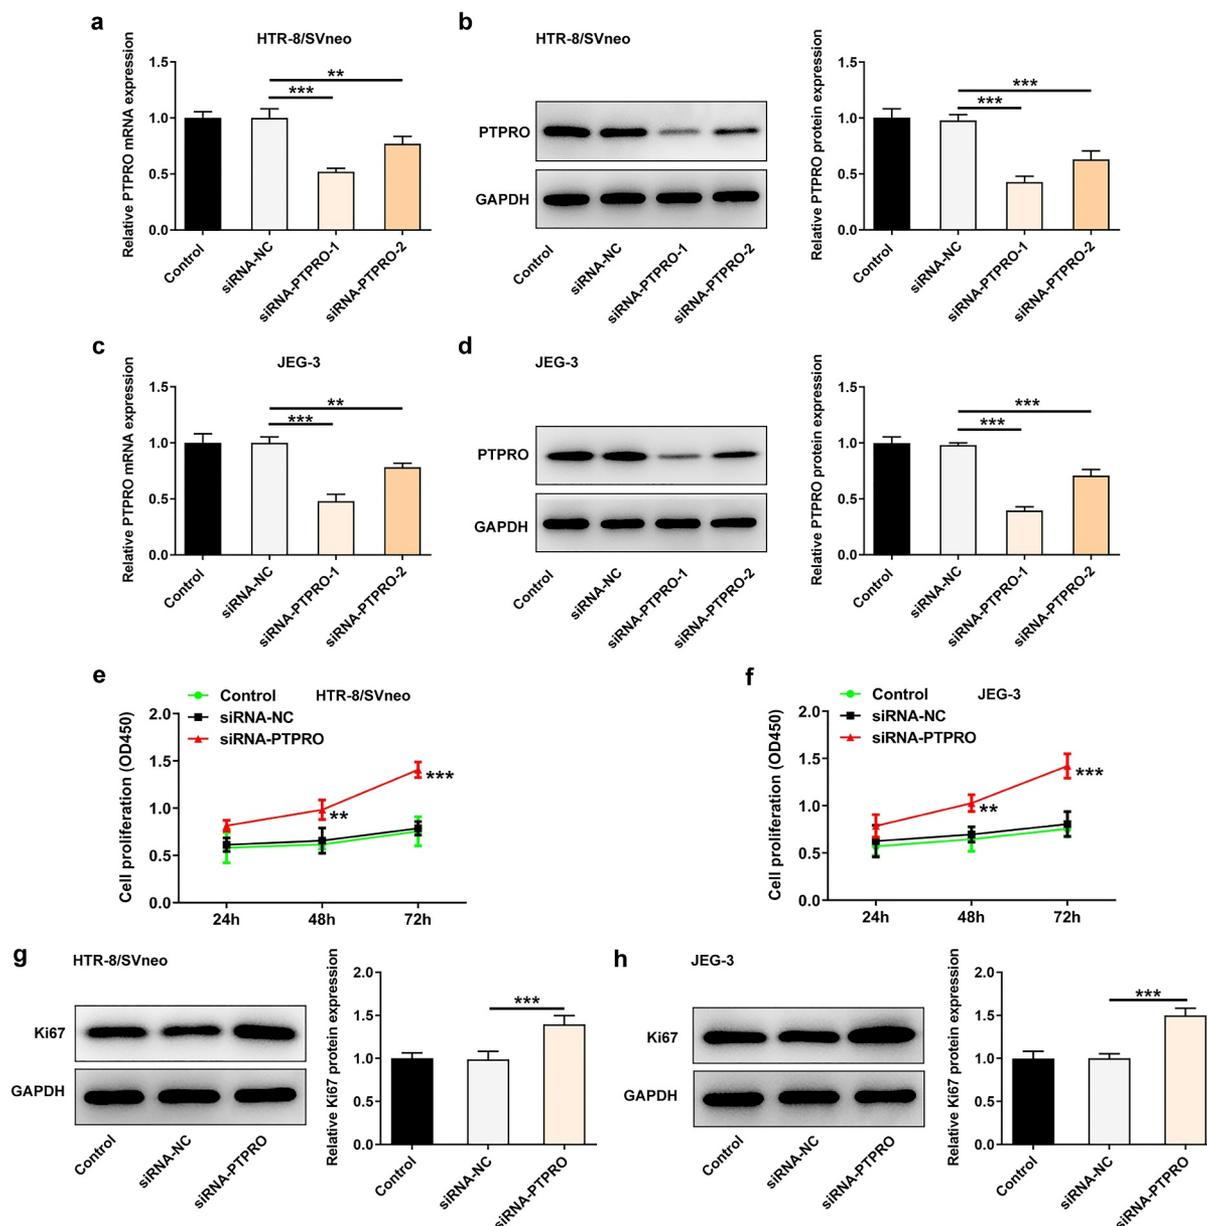 a
HTR-8/SVneo
Relative PTPRO mRNA expression
1.5
1.0
0.5
0.0
**
***
Control
siRNA-NC
siRNA-PTPRO-1
siRNA-PTPRO-2
b
HTR-8/SVneo
PTPRO
GAPDH
Control
siRNA-NC
siRNA-PTPRO-1
siRNA-PTPRO-2
Relative PTPRO protein expression
1.5
1.0
0.5
0.0
***
***
Control
siRNA-NC
siRNA-PTPRO-1
siRNA-PTPRO-2
c
JEG-3
Relative PTPRO mRNA expression
1.5
1.0
0.5
0.0
**
***
Control
siRNA-NC
siRNA-PTPRO-1
siRNA-PTPRO-2
d
JEG-3
PTPRO
GAPDH
Control
siRNA-NC
siRNA-PTPRO-1
siRNA-PTPRO-2
Relative PTPRO protein expression
1.5
1.0
0.5
0.0
***
***
Control
siRNA-NC
siRNA-PTPRO-1
siRNA-PTPRO-2
e
Control
siRNA-NC
siRNA-PTPRO
HTR-8/SVneo
Cell proliferation (OD450)
2.0
1.5
1.0
0.5
0.0
**
***
24h
48h
72h
f
Control
siRNA-NC
siRNA-PTPRO
JEG-3
Cell proliferation (OD450)
2.0
1.5
1.0
0.5
0.0
**
***
24h
48h
72h
g
HTR-8/SVneo
Ki67
GAPDH
Control
siRNA-NC
siRNA-PTPRO
Relative Ki67 protein expression
2.0
1.5
1.0
0.5
0.0
***
Control
siRNA-NC
siRNA-PTPRO
h
JEG-3
Ki67
GAPDH
Control
siRNA-NC
siRNA-PTPRO
Relative Ki67 protein expression
2.0
1.5
1.0
0.5
0.0
***
Control
siRNA-NC
siRNA-PTPRO